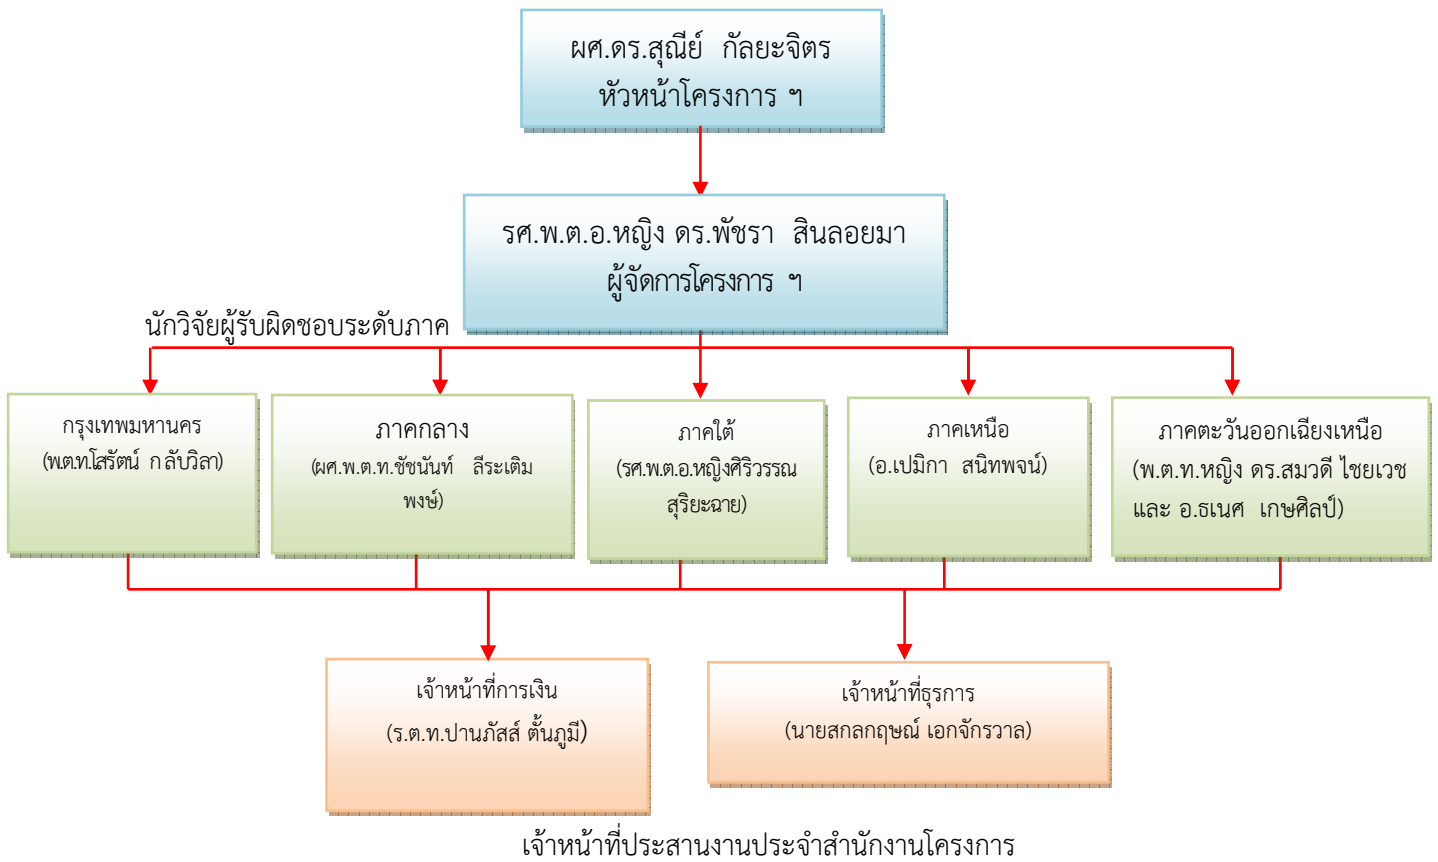 ผศ.ดร.สุณีย์ กัลยะจิตร
หัวหน้าโครงการ ฯ
รศ.พ.ต.อ.หญิง ดร.พัชรา สินลอยมา
ผู้จัดการโครงการ ฯ
นักวิจัยผู้รับผิดชอบระดับภาค
กรุงเทพมหานคร
(พ.ต.ท.โสรัตน์ กลับวิลา)
ภาคกลาง
(ผศ.พ.ต.ท.ชัชนันท์ ลีระเติม
พงษ์)
ภาคใต้
(รศ.พ.ต.อ.หญิงศิริวรรณ
สุริยะฉาย)
ภาคเหนือ
(อ.เปมิกา สนิทพจน์)
ภาคตะวันออกเฉียงเหนือ
(พ.ต.ท.หญิง ดร.สมวดี ไชยเวช
และ อ.ธเนศ เกษศิลป์)
เจ้าหน้าที่การเงิน
(ร.ต.ท.ปานภัสส์ ตั้นภูมี)
เจ้าหน้าที่ธุรการ
(นายสกลกฤษณ์ เอกจักรวาล)
เจ้าหน้าที่ประสานงานประจำสำนักงานโครงการ